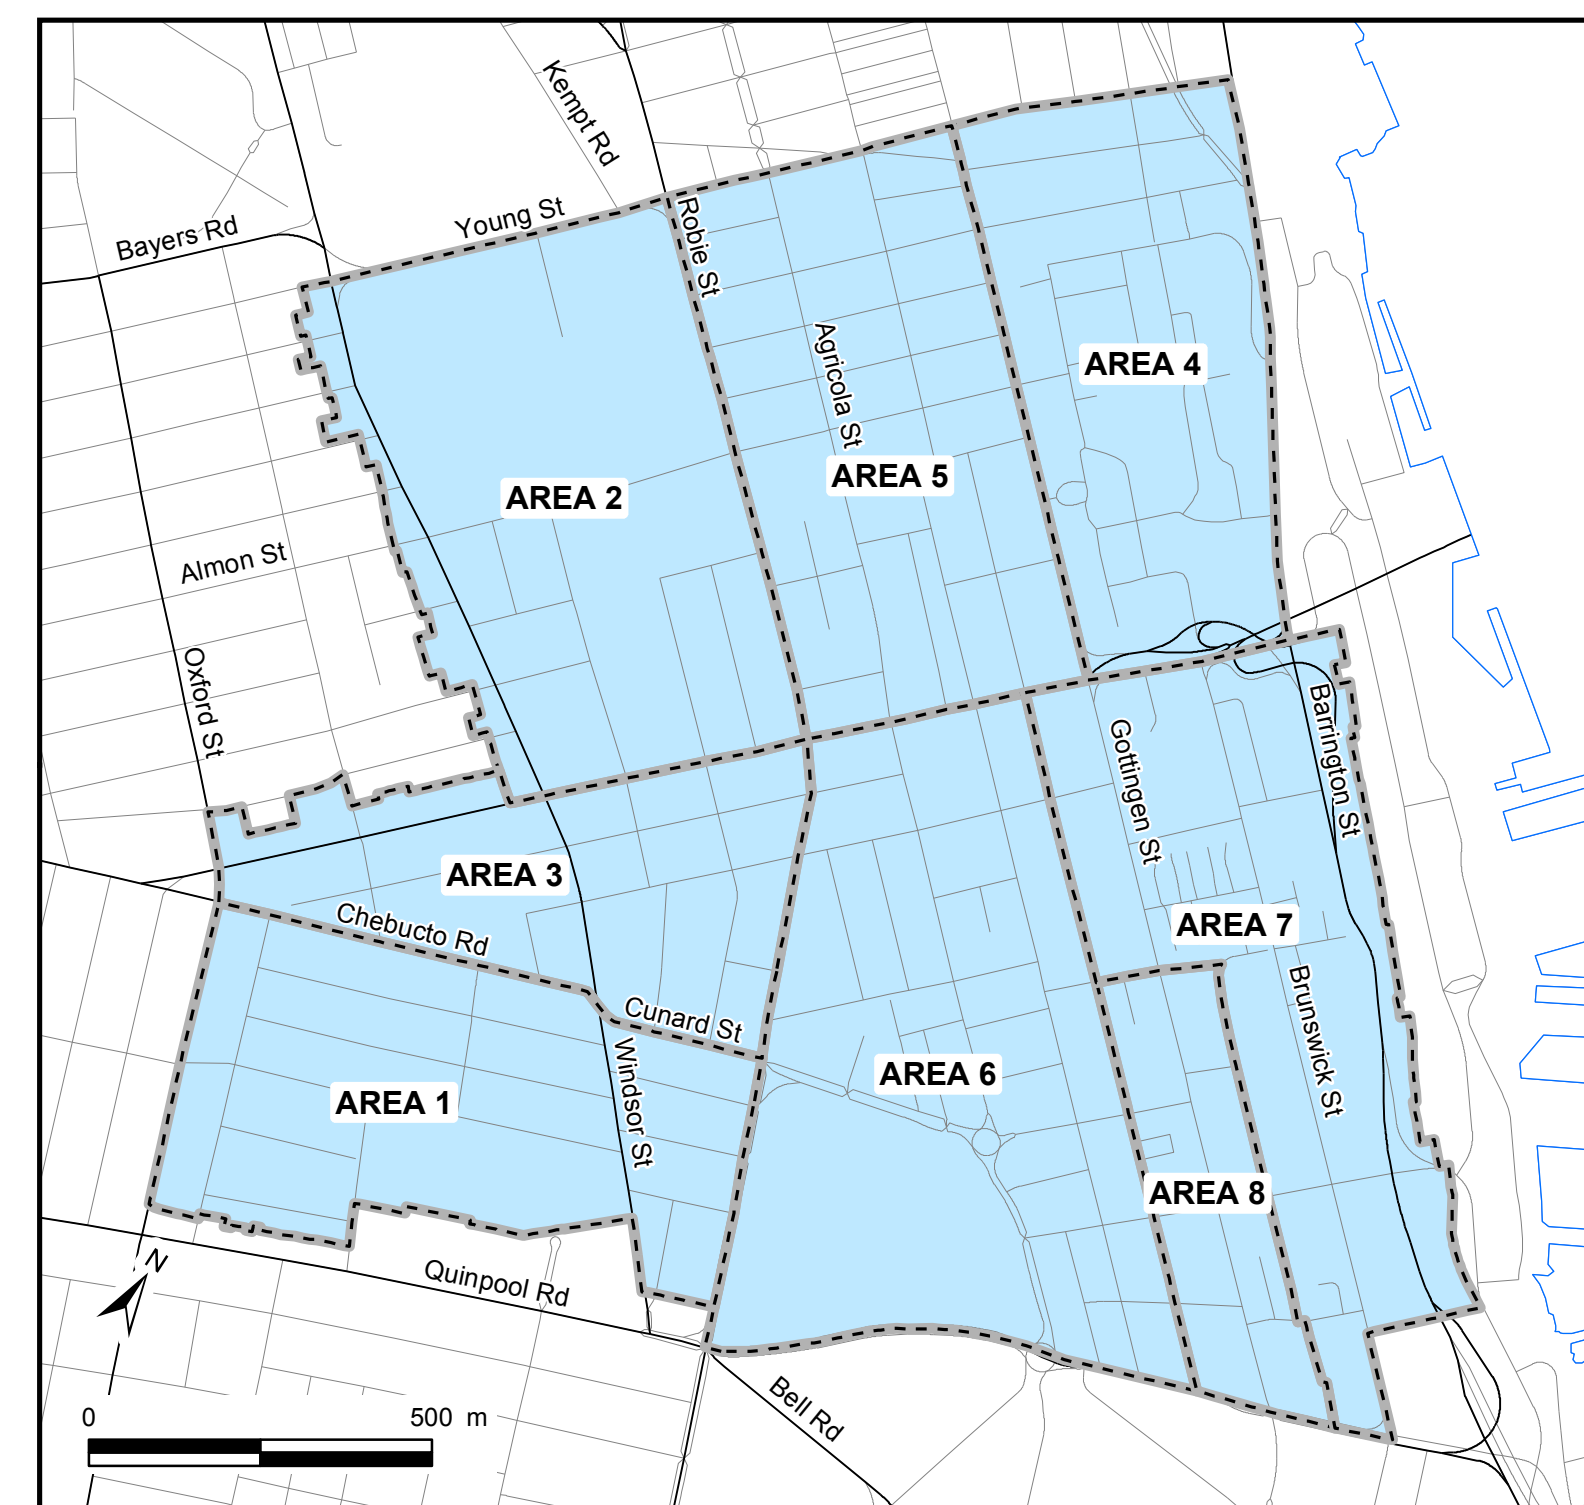 Kempt Rd
Young St
Bayers Rd
Robie St
Agricola St
AREA 4
AREA 5
AREA 2
Almon St
Oxford St
Barrington St
Gottingen St
AREA 3
Chebucto Rd
AREA 7
Brunswick St
Cunard St
Windsor St
AREA 6
AREA 1
AREA 8
N
Quinpool Rd
Bell Rd
0 500 m